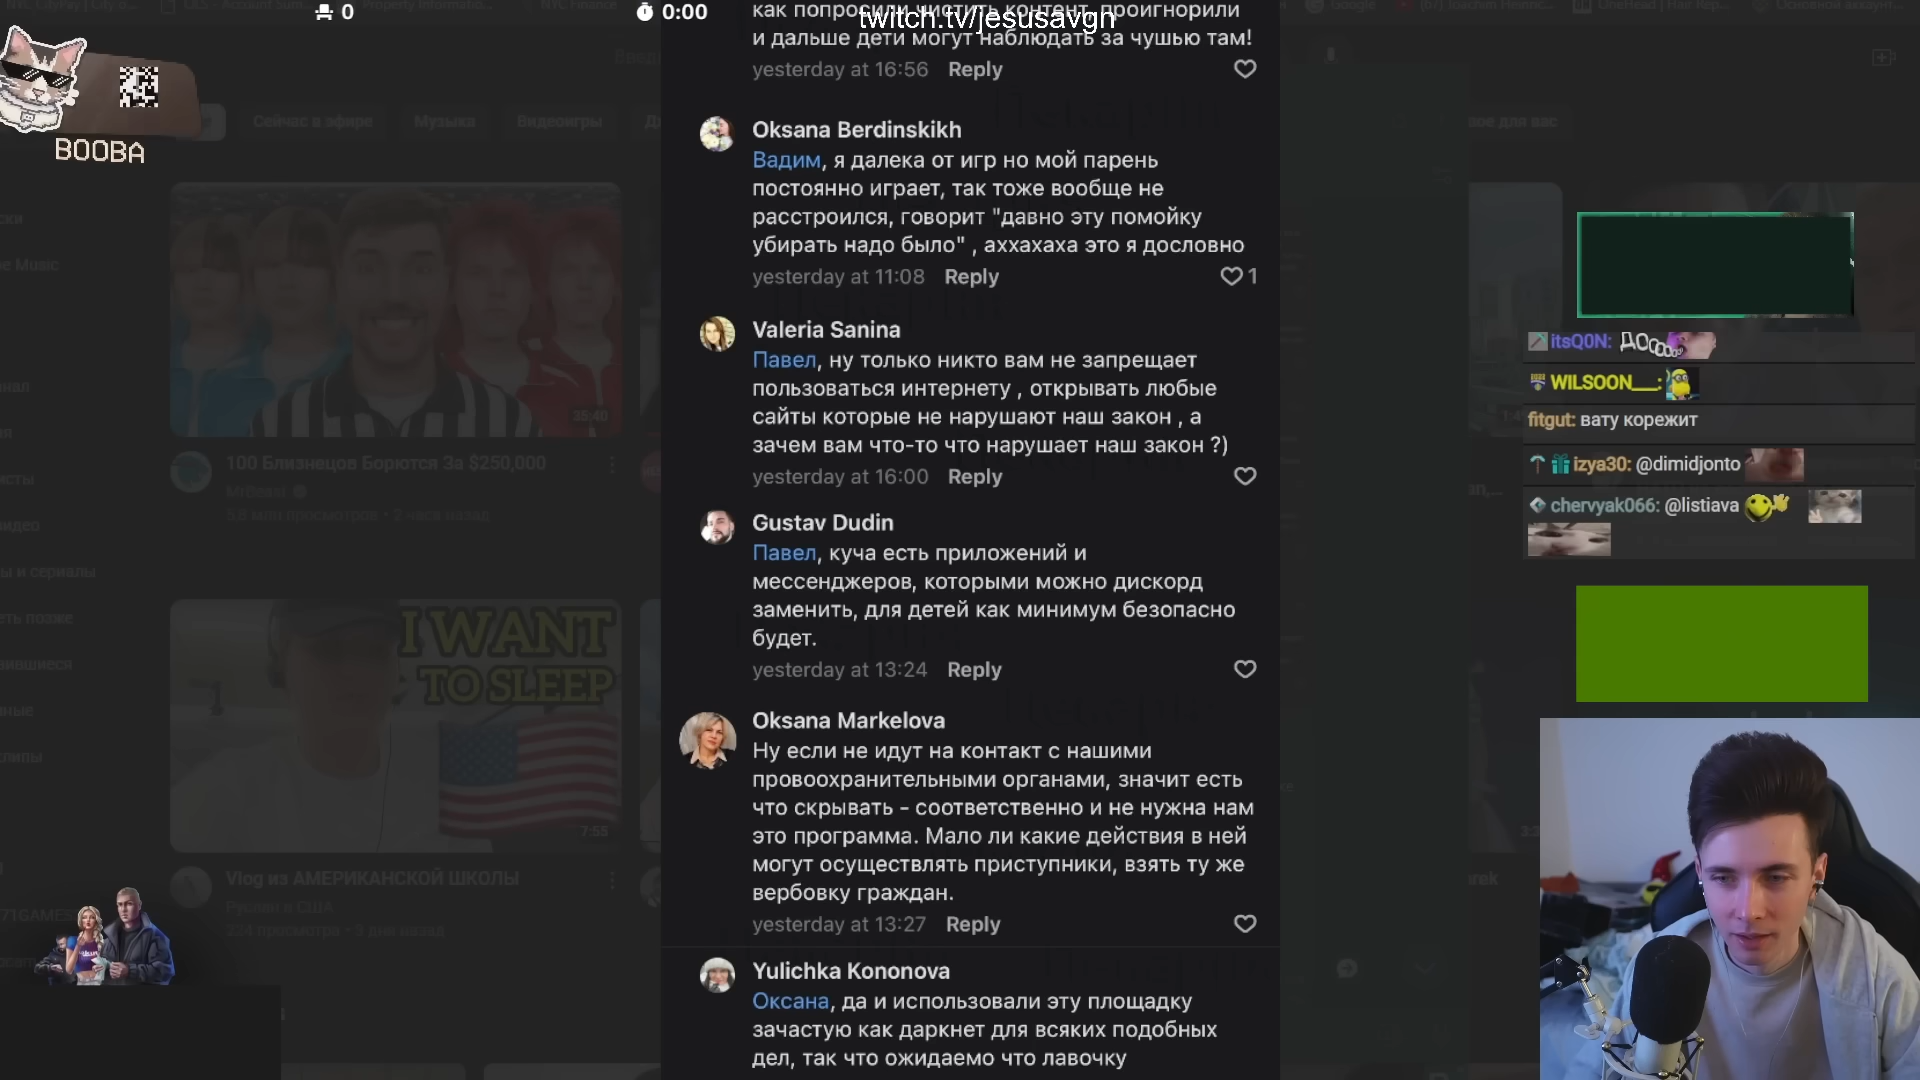 0
0:00
twitch.tv/jesusavgn
BOOBA
как попросили чистить контент, проигнорили
и дальше дети могут наблюдать за чушью там!
yesterday at 16:56 Reply
Oksana Berdinskikh
Вадим, я далека от игр но мой парень
постоянно играет, так тоже вообще не
расстроился, говорит "давно эту помойку
убирать надо было" , аххахаха это я дословно
yesterday at 11:08 Reply
1
Valeria Sanina
Павел, ну только никто вам не запрещает
пользоваться интернету , открывать любые
сайты которые не нарушают наш закон , а
зачем вам что-то что нарушает наш закон ?)
yesterday at 16:00 Reply
Gustav Dudin
Павел, куча есть приложений и
мессенджеров, которыми можно дискорд
заменить, для детей как минимум безопасно
будет.
yesterday at 13:24 Reply
Oksana Markelova
Ну если не идут на контакт с нашими
провоохранительными органами, значит есть
что скрывать - соответственно и не нужна нам
это программа. Мало ли какие действия в ней
могут осуществлять приступники, взять ту же
вербовку граждан.
yesterday at 13:27 Reply
Yulichka Kononova
Оксана, да и использовали эту площадку
зачастую как даркнет для всяких подобных
дел, так что ожидаемо что лавочку
Сейчас в эфире
Музыка
Видеоигры
35:40
100 Близнецов Борются За $250,000
MrBeast
I WANT
TO SLEEP
7:55
Vlog из АМЕРИКАНСКОЙ ШКОЛЫ
Руслан в США
224 просмотра • 3 дня назад
itsQ0N:
WILSOON___:
fitgut: вату корежит
izya30: @dimidjonto
chervyak066: @listiava